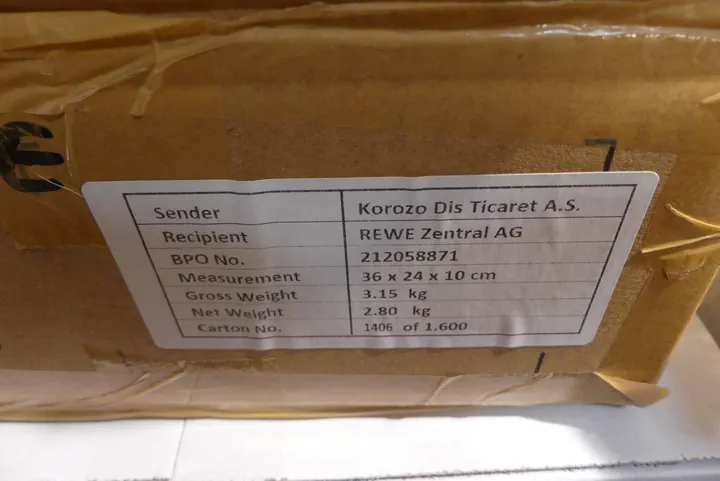 Sender Korozo Dis Ticaret A.S.
Recipient REWE Zentral AG
BPO No. 212058871
Measurement 36 x 24 x 10 cm
Gross Weight 3.15 kg
Net Weight 2.80 kg
Carton No. 1406 of 1.600